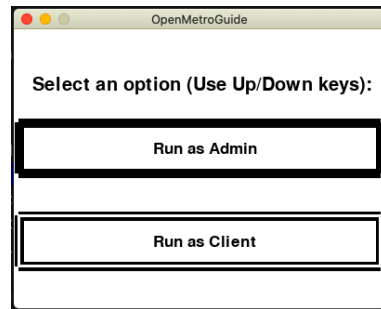 OpenMetroGuide
Select an option (Use Up/Down keys):
Run as Admin
Run as Client